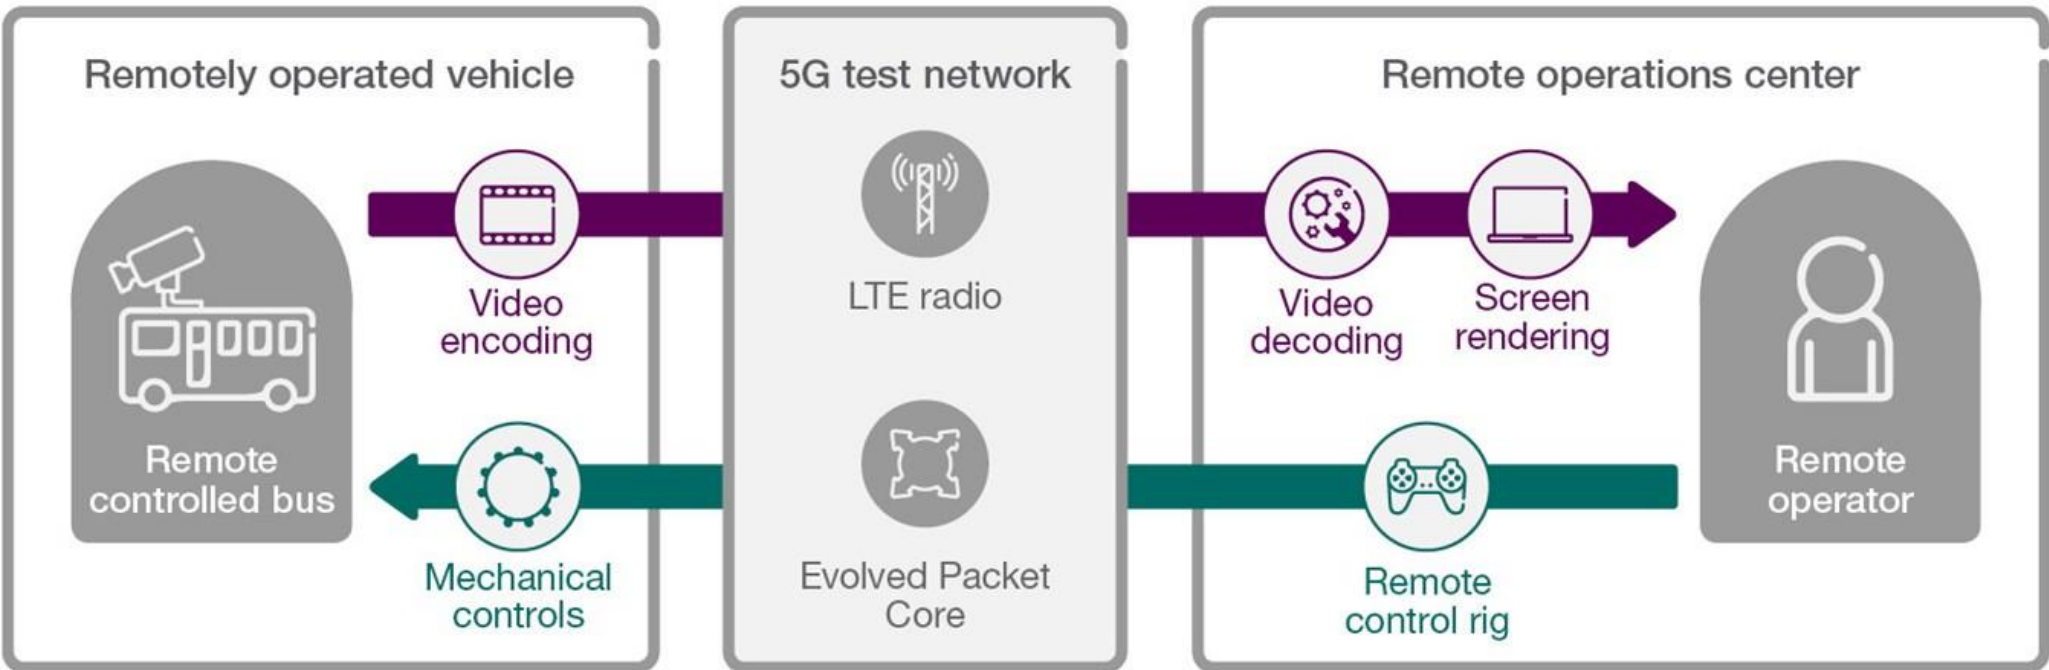 Remotely operated vehicle
5G test network
Remote operations center
Video
encoding
LTE radio
Video
decoding
Screen
rendering
Remote
controlled bus
Mechanical
controls
Evolved Packet
Core
Remote
control rig
Remote
operator